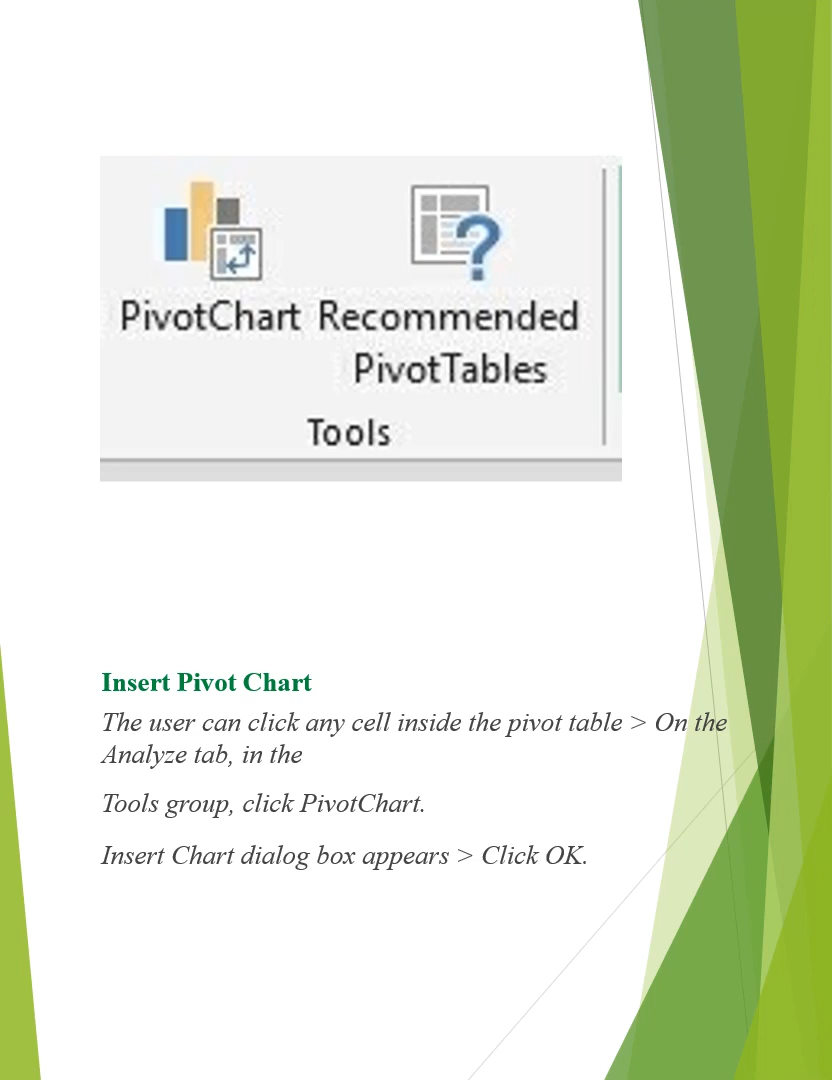 PivotChart Recommended
PivotTables
Tools
Insert Pivot Chart
The user can click any cell inside the pivot table > On the
Analyze tab, in the
Tools group, click PivotChart.
Insert Chart dialog box appears > Click OK.